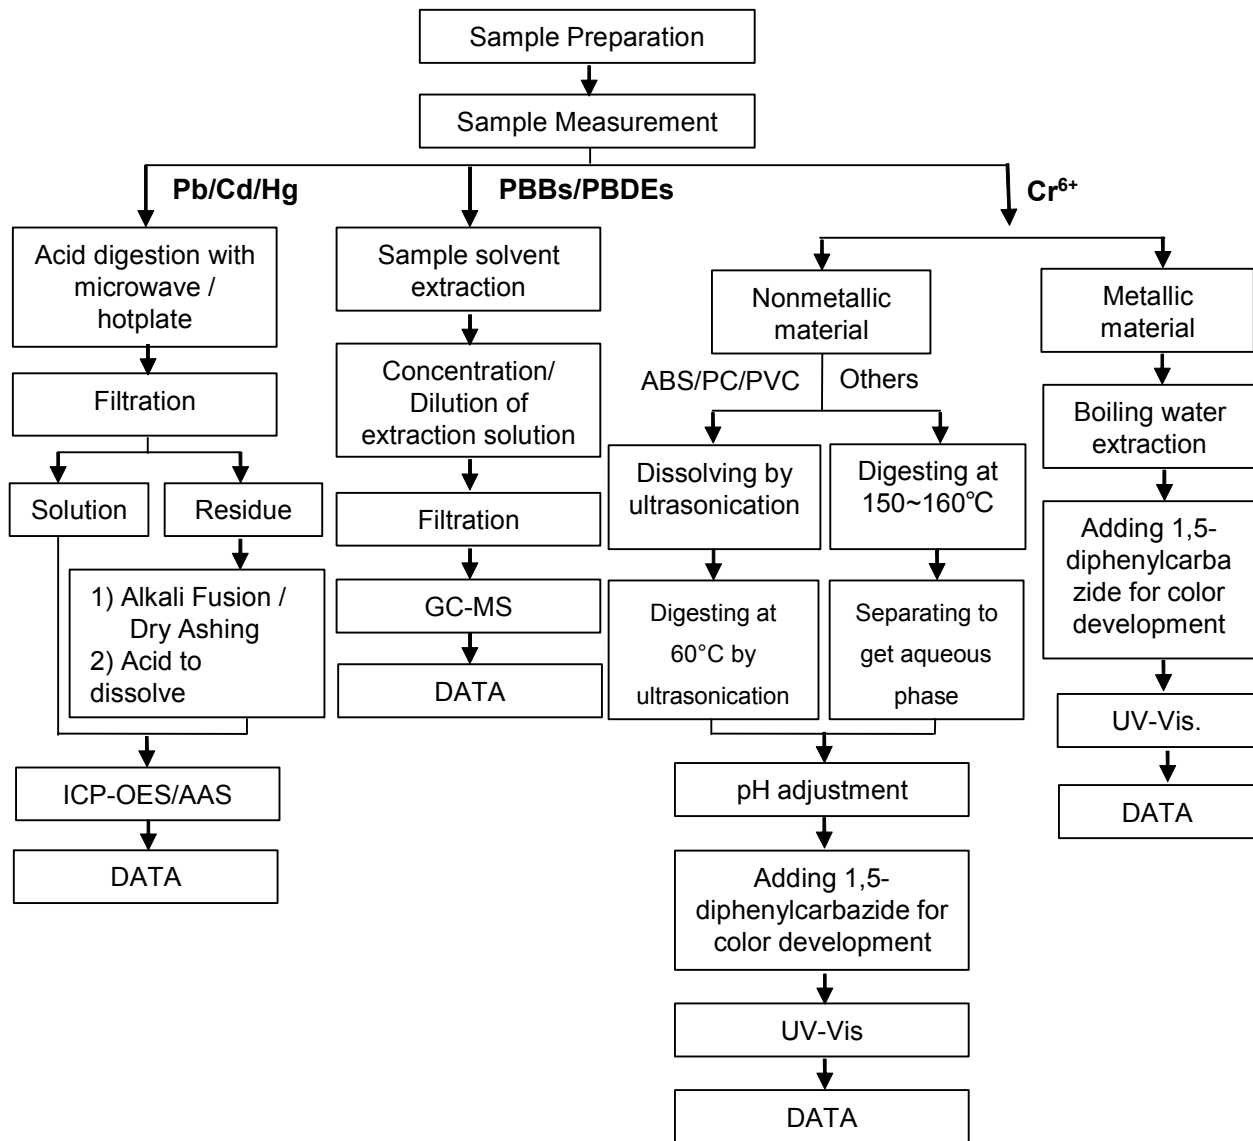 Sample Preparation
Sample Measurement
Pb/Cd/Hg
PBBs/PBDEs
Cr⁶⁺
Acid digestion with
microwave /
hotplate
Filtration
Solution
Residue
1) Alkali Fusion /
Dry Ashing
2) Acid to
dissolve
ICP-OES/AAS
DATA
Sample solvent
extraction
Concentration/
Dilution of
extraction solution
Filtration
GC-MS
DATA
Nonmetallic
material
ABS/PC/PVC
Others
Dissolving by
ultrasonication
Digesting at
60°C by
ultrasonication
Digesting at
150~160℃
Separating to
get aqueous
phase
pH adjustment
Adding 1,5-
diphenylcarbazide for
color development
UV-Vis
DATA
Metallic
material
Boiling water
extraction
Adding 1,5-
diphenylcarba
zide for color
development
UV-Vis.
DATA